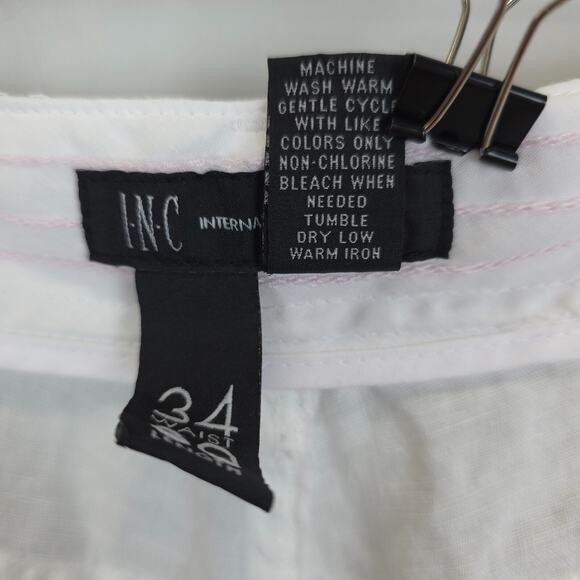 MACHINE
WASH WARM
GENTLE CYCLE
WITH LIKE
COLORS ONLY
NON-CHLORINE
BLEACH WHEN
NEEDED
TUMBLE
DRY LOW
WARM IRON
I·N·C INTERNA
34
WAIST
LENGTH